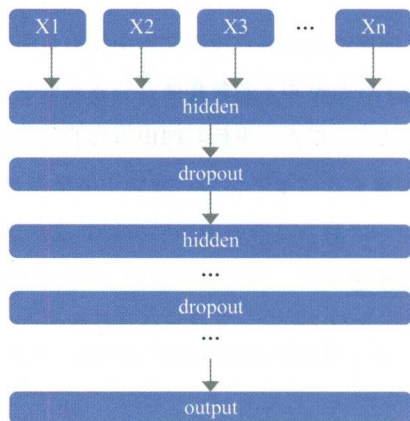 X1 X2 X3 ... Xn
hidden
dropout
hidden
...
dropout
...
output